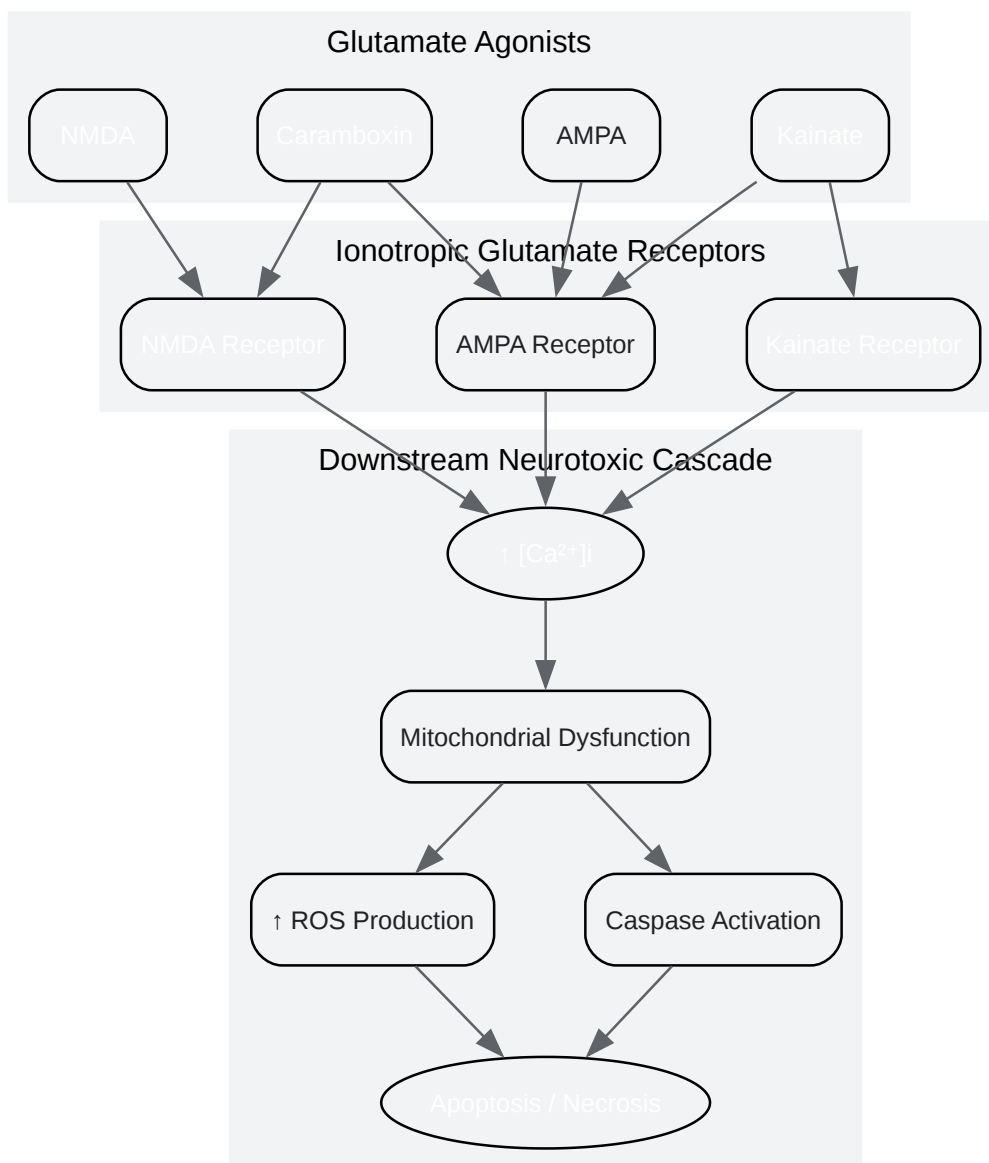 Glutamate Agonists
NMDA
Caramboxin
AMPA
Kainate
Ionotropic Glutamate Receptors
NMDA Receptor
AMPA Receptor
Kainate Receptor
Downstream Neurotoxic Cascade
↑ [Ca²⁺]i
Mitochondrial Dysfunction
↑ ROS Production
Caspase Activation
Apoptosis / Necrosis